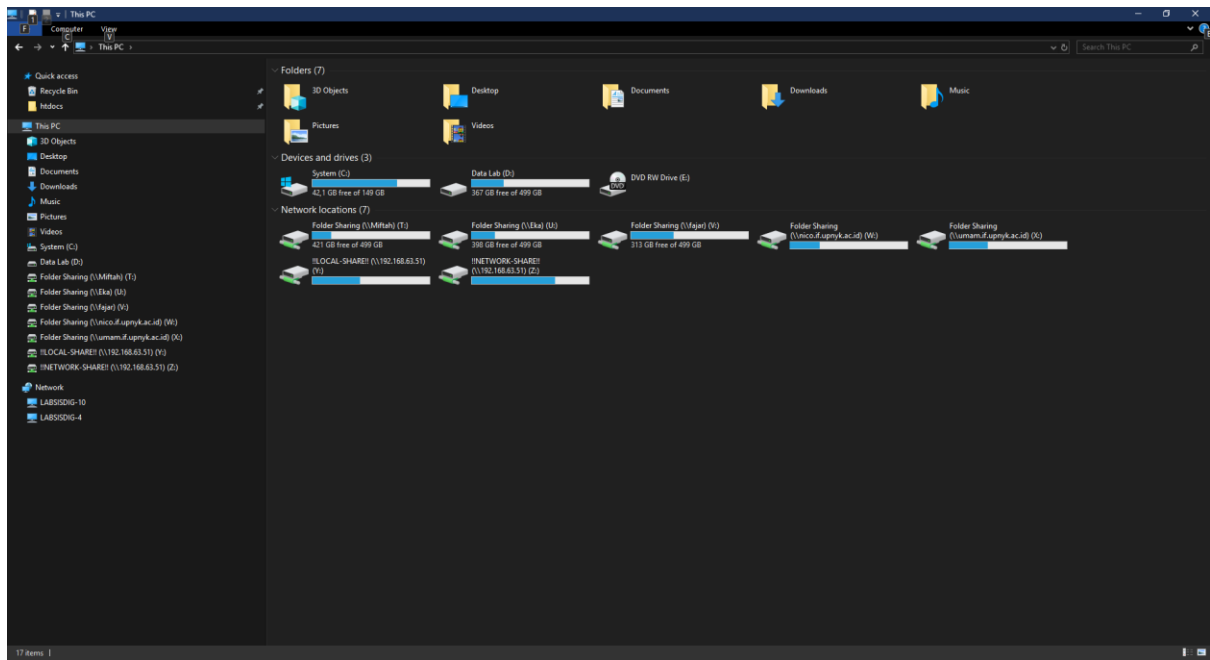 1
This PC
F
Computer
View
C
V
E
This PC
Search This PC
Quick access
Recycle Bin
htdocs
This PC
3D Objects
Desktop
Documents
Downloads
Music
Pictures
Videos
System (C:)
Data Lab (D:)
Folder Sharing (\\Miftah) (T:)
Folder Sharing (\\Eka) (U:)
Folder Sharing (\\fajar) (V:)
Folder Sharing (\\nico.if.upnyk.ac.id) (W:)
Folder Sharing (\\umam.if.upnyk.ac.id) (X:)
!!LOCAL-SHARE!! (\\192.168.63.51) (Y:)
!!NETWORK-SHARE!! (\\192.168.63.51) (Z:)
Network
LABSISDIG-10
LABSISDIG-4
Folders (7)
3D Objects
Desktop
Documents
Downloads
Music
Pictures
Videos
Devices and drives (3)
System (C:)
42,1 GB free of 149 GB
Data Lab (D:)
367 GB free of 499 GB
DVD
DVD RW Drive (E:)
Network locations (7)
Folder Sharing (\\Miftah) (T:)
421 GB free of 499 GB
Folder Sharing (\\Eka) (U:)
398 GB free of 499 GB
Folder Sharing (\\fajar) (V:)
313 GB free of 499 GB
Folder Sharing
(\\nico.if.upnyk.ac.id) (W:)
Folder Sharing
(\\umam.if.upnyk.ac.id) (X:)
!!LOCAL-SHARE!! (\\192.168.63.51)
(Y:)
!!NETWORK-SHARE!!
(\\192.168.63.51) (Z:)
17 items